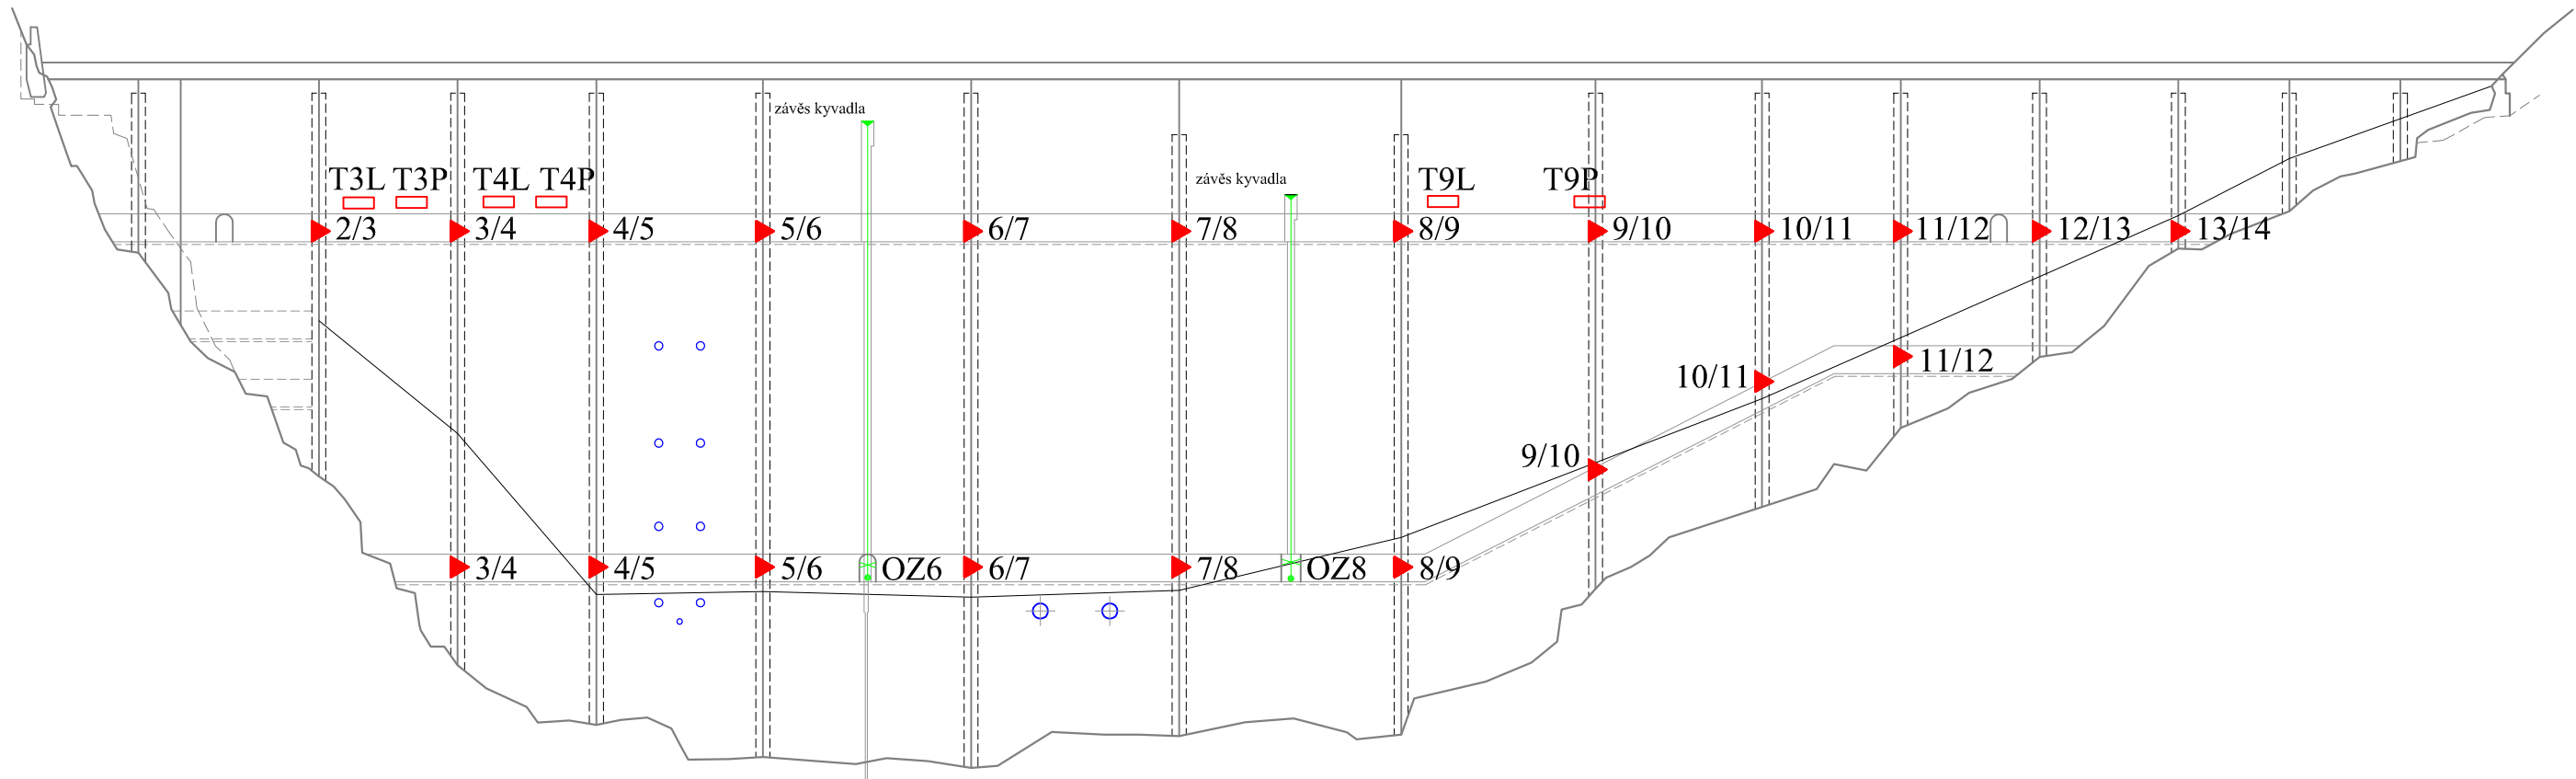 závěs kyvadla
závěs kyvadla
T3L T3P T4L T4P T9L T9P
2/3 3/4 4/5 5/6 6/7 7/8 8/9 9/10 10/11 11/12 12/13 13/14
11/12
10/11
9/10
3/4 4/5 5/6 OZ6 6/7 7/8 OZ8 8/9